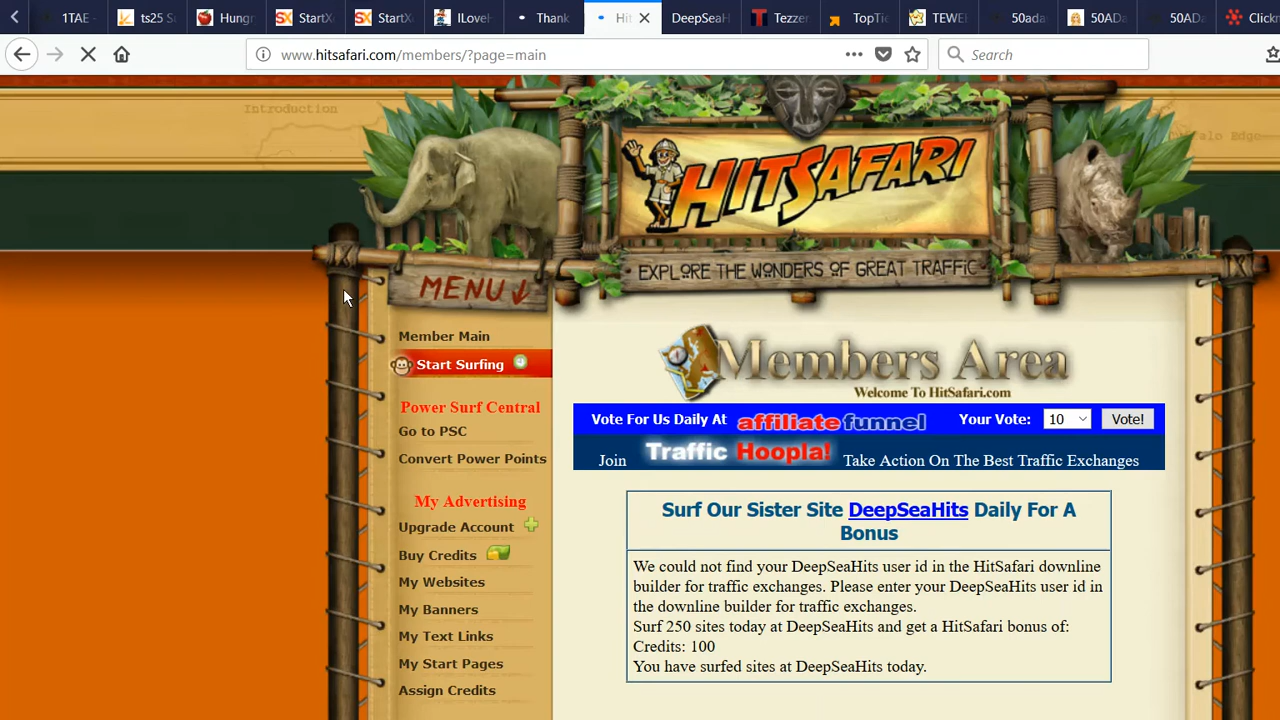 1TAE
ts25 S
Hungr
StartX
StartX
ILoveH
Thank
Hit
DeepSeaH
Tezzer
TopTie
TEWE
50ada
50ADa
50AD
Clickn
www.hitsafari.com/members/?page=main
Search
Introduction
HITSAFARI
EXPLORE THE WONDERS OF GREAT TRAFFIC
MENU
Member Main
Start Surfing
Power Surf Central
Go to PSC
Convert Power Points
My Advertising
Upgrade Account
Buy Credits
My Websites
My Banners
My Text Links
My Start Pages
Assign Credits
Members Area
Welcome To HitSafari.com
Vote For Us Daily At affiliatefunnel Your Vote: 10 Vote!
Join Traffic Hoopla! Take Action On The Best Traffic Exchanges
Surf Our Sister Site DeepSeaHits Daily For A
Bonus
We could not find your DeepSeaHits user id in the HitSafari downline
builder for traffic exchanges. Please enter your DeepSeaHits user id in
the downline builder for traffic exchanges.
Surf 250 sites today at DeepSeaHits and get a HitSafari bonus of:
Credits: 100
You have surfed sites at DeepSeaHits today.